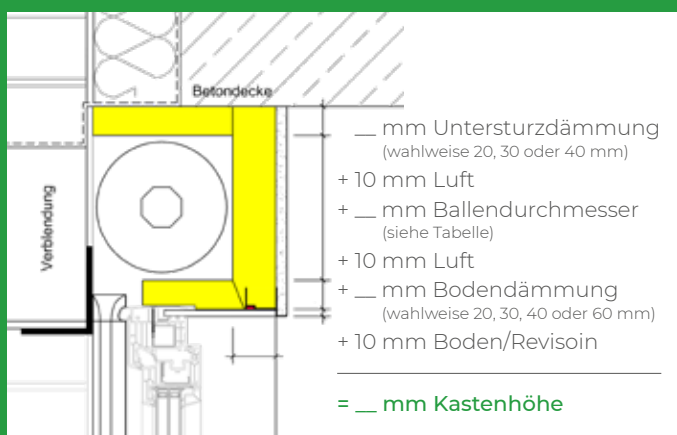 Betondecke
Verblendung
__ mm Untersturzdämmung
(wahlweise 20, 30 oder 40 mm)
+ 10 mm Luft
+ __ mm Ballendurchmesser
(siehe Tabelle)
+ 10 mm Luft
+ __ mm Bodendämmung
(wahlweise 20, 30, 40 oder 60 mm)
+ 10 mm Boden/Revisoin
= __ mm Kastenhöhe